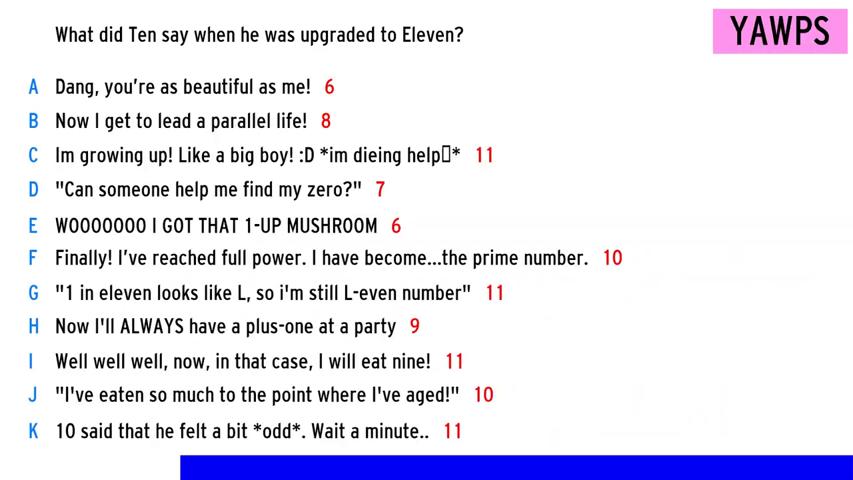 What did Ten say when he was upgraded to Eleven?
YAWPS
A Dang, you're as beautiful as me! 6
B Now I get to lead a parallel life! 8
C Im growing up! Like a big boy! :D *im dieing help▯* 11
D "Can someone help me find my zero?" 7
E WOOOOOOO I GOT THAT 1-UP MUSHROOM 6
F Finally! I've reached full power. I have become...the prime number. 10
G "1 in eleven looks like L, so i'm still L-even number" 11
H Now I'll ALWAYS have a plus-one at a party 9
I Well well well, now, in that case, I will eat nine! 11
J "I've eaten so much to the point where I've aged!" 10
K 10 said that he felt a bit *odd*. Wait a minute.. 11